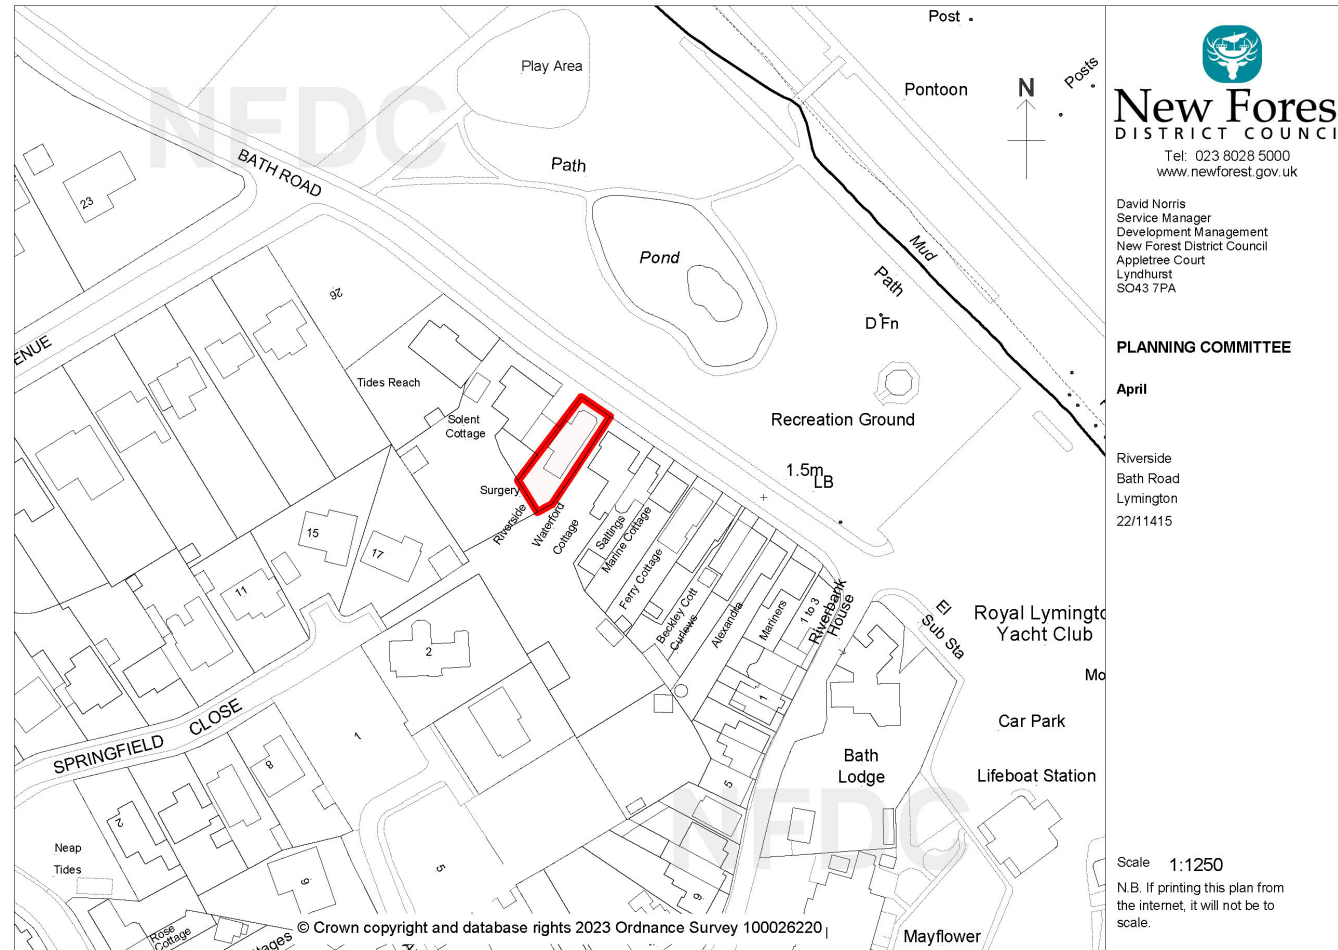 Post
Posts
Pontoon
N
Play Area
NFDC
BATH ROAD
Path
23
Mud
Pond
Path
26
D Fn
ENUE
Tides Reach
Recreation Ground
Solent
Cottage
1.5m
LB
Surgery
Riverside
Waterford
Cottage
Saltings
Marine Cottage
Ferry Cottage
Beckley Cott
Curlews
Alexandra
Mariners
1 to 3
Riverbank
House
El
Sub Sta
15
17
11
2
Royal Lymingto
Yacht Club
Mo
1
Car Park
SPRINGFIELD CLOSE
1
8
Bath
Lodge
Lifeboat Station
5
NFDC
2
Neap
Tides
5
9
9
Rose
Cottage
ttages
© Crown copyright and database rights 2023 Ordnance Survey 100026220
Mayflower
New Fores
DISTRICT COUNCI
Tel: 023 8028 5000
www.newforest.gov.uk
David Norris
Service Manager
Development Management
New Forest District Council
Appletree Court
Lyndhurst
SO43 7PA
PLANNING COMMITTEE
April
Riverside
Bath Road
Lymington
22/11415
Scale 1:1250
N.B. If printing this plan from
the internet, it will not be to
scale.